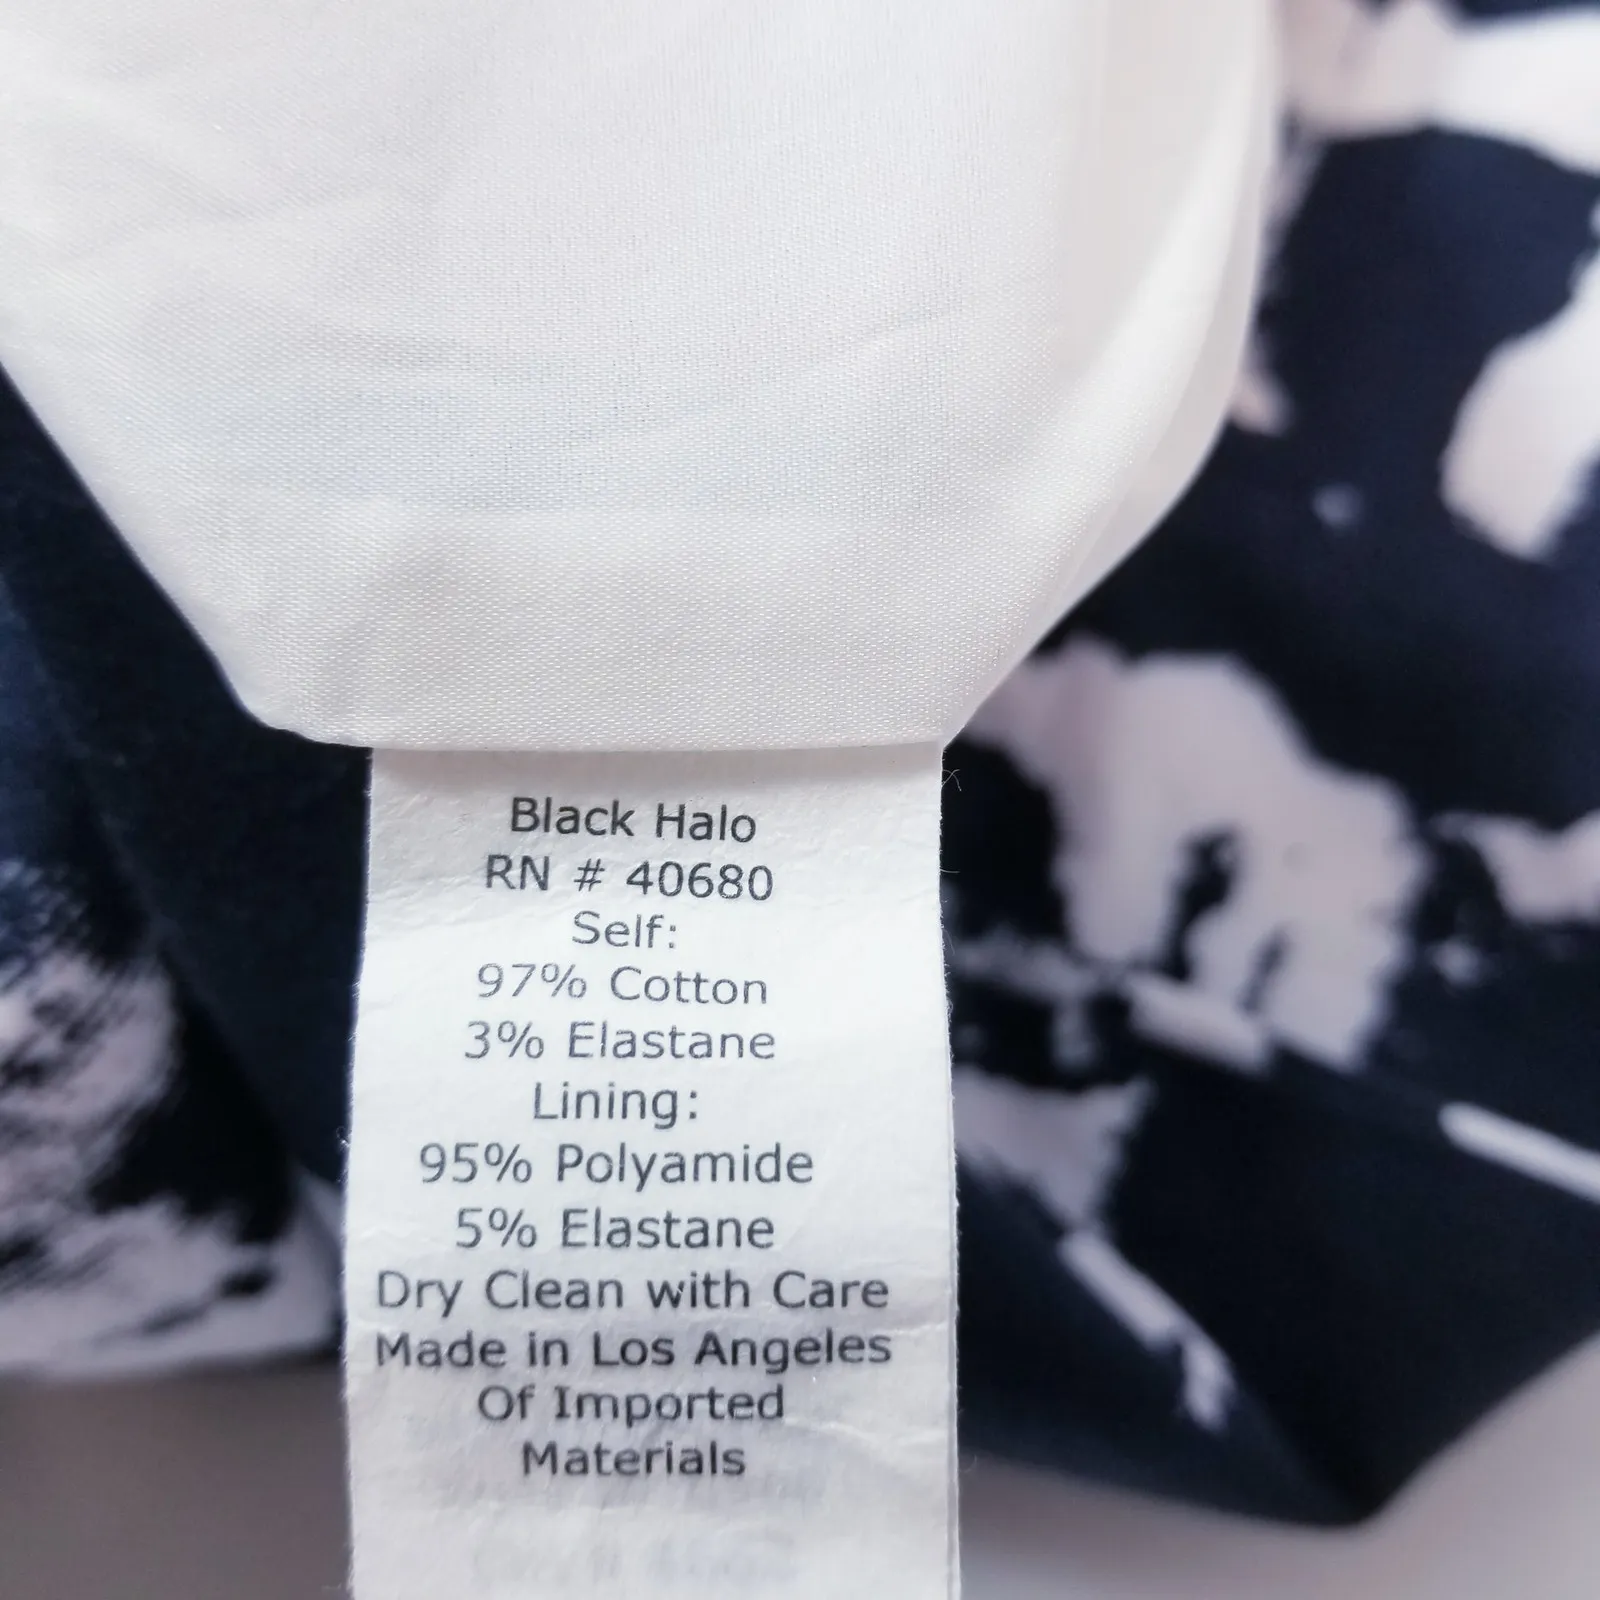 Black Halo
RN # 40680
Self:
97% Cotton
3% Elastane
Lining:
95% Polyamide
5% Elastane
Dry Clean with Care
Made in Los Angeles
Of Imported
Materials